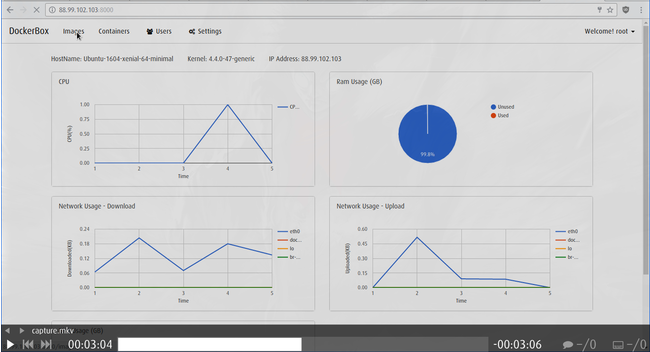 88.99.102.103:8000
DockerBox Images Containers Users Settings Welcome! root
HostName: Ubuntu-1604-xenial-64-minimal Kernel: 4.4.0-47-generic IP Address: 88.99.102.103
CPU
1.00
0.75
0.50
0.25
0.00
CPU(%)
1 2 3 4 5
Time
CP...
Ram Usage (GB)
99.8%
Unused
Used
Network Usage - Download
0.24
0.18
0.12
0.06
0.00
Downloaded(KB)
1 2 3 4 5
Time
eth0
doc...
lo
br-...
Network Usage - Upload
0.60
0.45
0.30
0.15
0.00
Uploaded(KB)
1 2 3 4 5
Time
eth0
doc...
lo
br-...
capture.mkv
00:03:04 -00:03:06 -/0 -/0